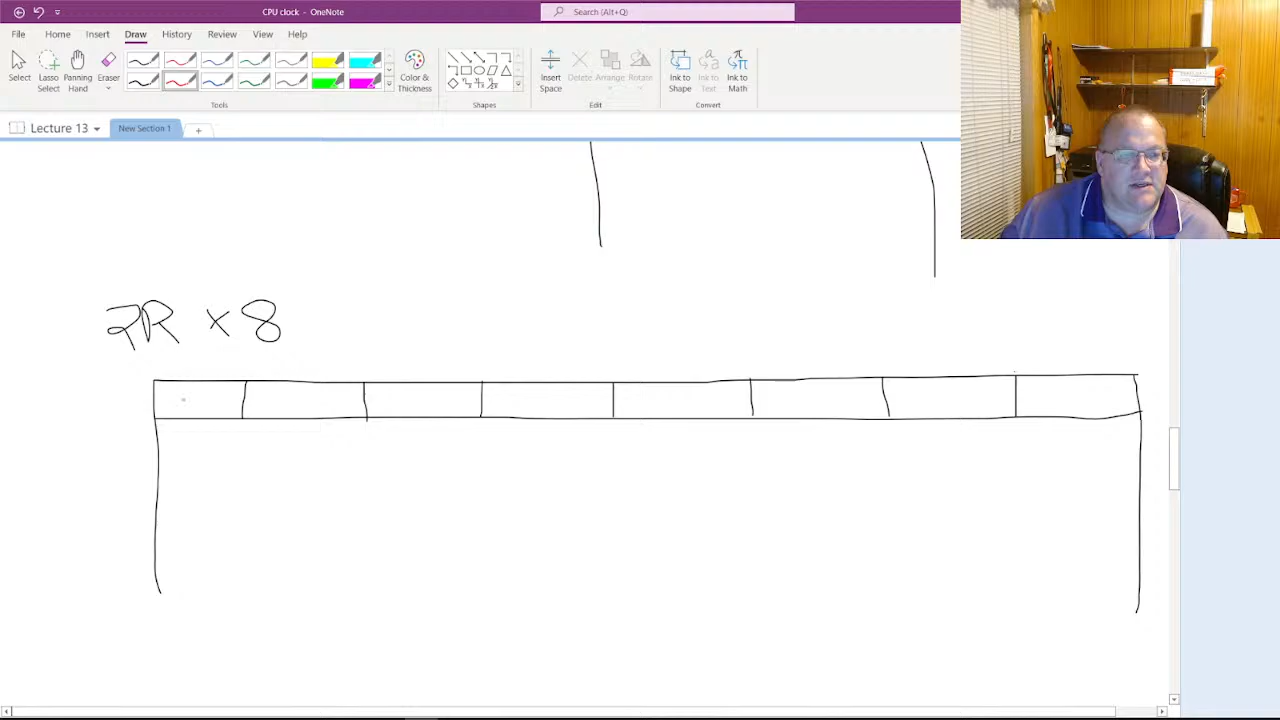 CPU clock - OneNote
Search (Alt+Q)
File Home Insert Draw History Review View Help
Select Lasso Select Panning Hand Eraser
Color & Thickness
Insert Space Delete Arrange Rotate
Ink to Shape Ink to Text Ink to Math
Tools Shapes Edit Convert
Lecture 13 New Section 1 +
2R x 8